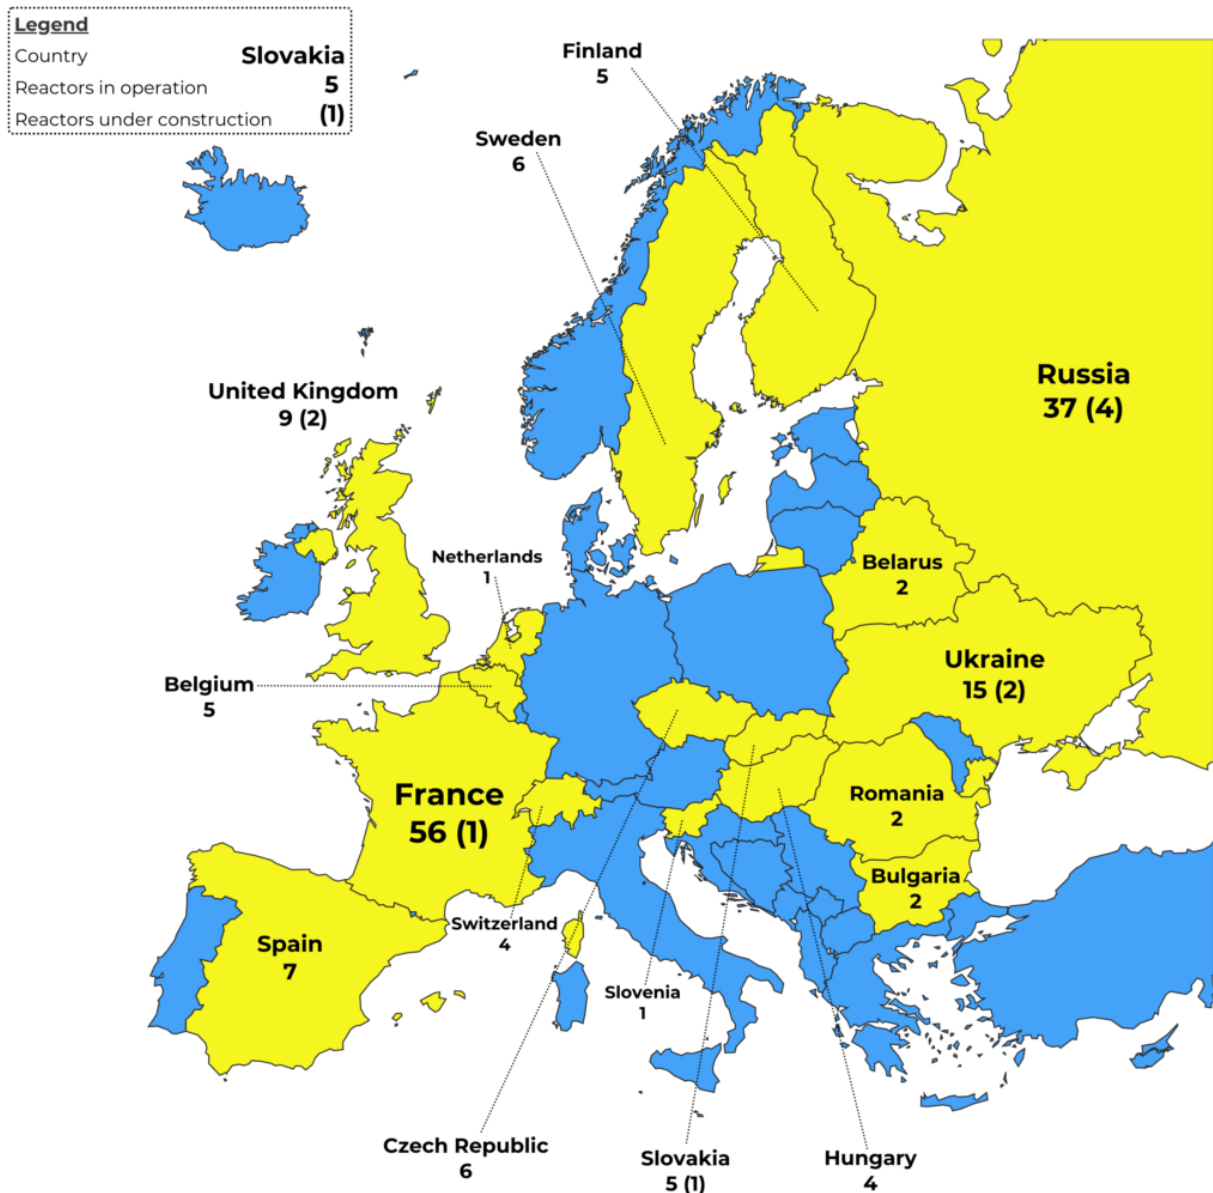 Legend
Country Slovakia
Reactors in operation 5
Reactors under construction (1)
Finland
5
Sweden
6
United Kingdom
9 (2)
Russia
37 (4)
Netherlands
1
Belarus
2
Belgium
5
Ukraine
15 (2)
France
56 (1)
Romania
2
Bulgaria
2
Switzerland
4
Spain
7
Slovenia
1
Czech Republic
6
Slovakia
5 (1)
Hungary
4